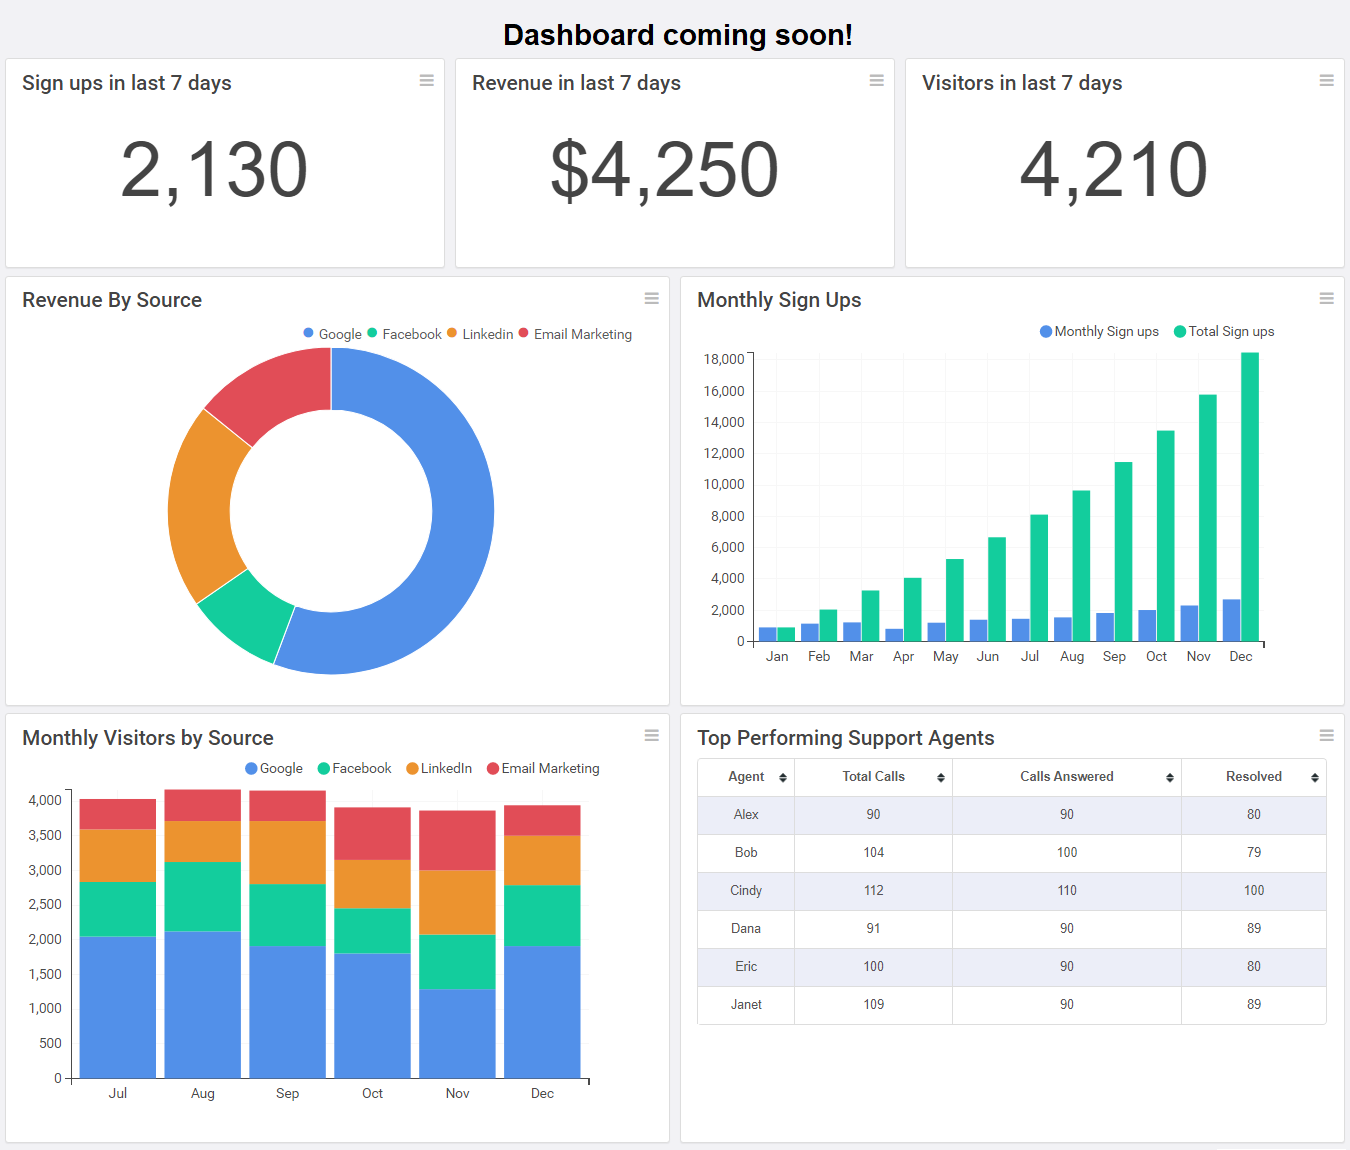 Dashboard coming soon!
Sign ups in last 7 days
2,130
Revenue in last 7 days
$4,250
Visitors in last 7 days
4,210
Revenue By Source
Google Facebook Linkedin Email Marketing
Monthly Sign Ups
Monthly Sign ups Total Sign ups
18,000
16,000
14,000
12,000
10,000
8,000
6,000
4,000
2,000
0
Jan Feb Mar Apr May Jun Jul Aug Sep Oct Nov Dec
Monthly Visitors by Source
Google Facebook LinkedIn Email Marketing
4,000
3,500
3,000
2,500
2,000
1,500
1,000
500
0
Jul Aug Sep Oct Nov Dec
Top Performing Support Agents
Agent Total Calls Calls Answered Resolved
Alex 90 90 80
Bob 104 100 79
Cindy 112 110 100
Dana 91 90 89
Eric 100 90 80
Janet 109 90 89